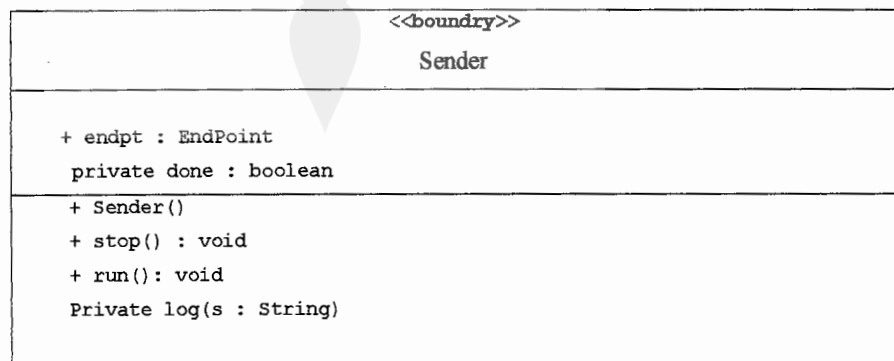 <<boundry>>
Sender
+ endpt : EndPoint
private done : boolean
+ Sender()
+ stop() : void
+ run(): void
Private log(s : String)